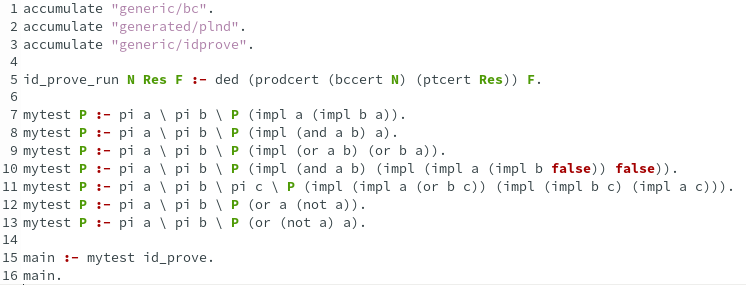 1 accumulate "generic/bc".
2 accumulate "generated/plnd".
3 accumulate "generic/idprove".
4
5 id_prove_run N Res F :- ded (prodcert (bccert N) (ptcert Res)) F.
6
7 mytest P :- pi a \ pi b \ P (impl a (impl b a)).
8 mytest P :- pi a \ pi b \ P (impl (and a b) a).
9 mytest P :- pi a \ pi b \ P (impl (or a b) (or b a)).
10 mytest P :- pi a \ pi b \ P (impl (and a b) (impl (impl a (impl b false)) false)).
11 mytest P :- pi a \ pi b \ pi c \ P (impl (impl a (or b c)) (impl (impl b c) (impl a c))).
12 mytest P :- pi a \ pi b \ P (or a (not a)).
13 mytest P :- pi a \ pi b \ P (or (not a) a).
14
15 main :- mytest id_prove.
16 main.